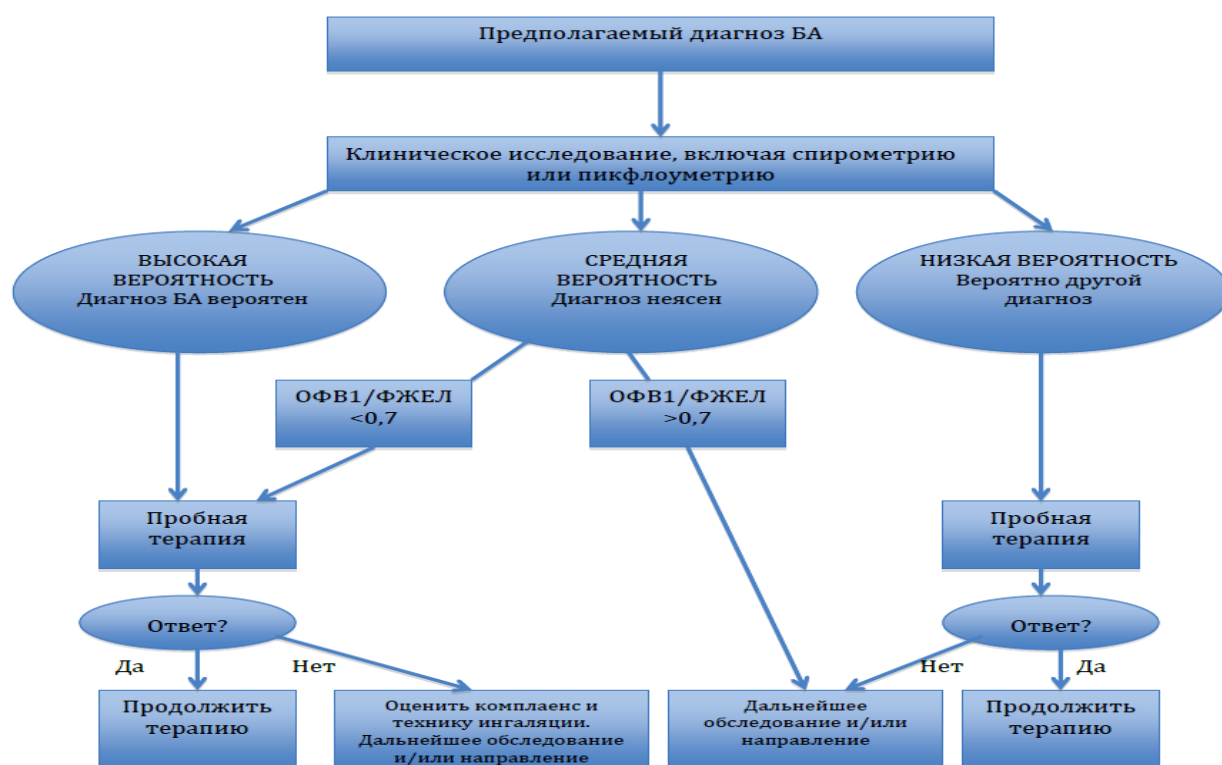 Предполагаемый диагноз БА
Клиническое исследование, включая спирометрию
или пикфлоуметрию
ВЫСОКАЯ
ВЕРОЯТНОСТЬ
Диагноз БА вероятен
СРЕДНЯЯ
ВЕРОЯТНОСТЬ
Диагноз неясен
НИЗКАЯ ВЕРОЯТНОСТЬ
Вероятно другой
диагноз
ОФВ1/ФЖЕЛ
<0,7
ОФВ1/ФЖЕЛ
>0,7
Пробная
терапия
Пробная
терапия
Ответ?
Ответ?
Да
Нет
Нет
Да
Продолжить
терапию
Оценить комплаенс и
технику ингаляции.
Дальнейшее обследование
и/или направление
Дальнейшее
обследование и/или
направление
Продолжить
терапию